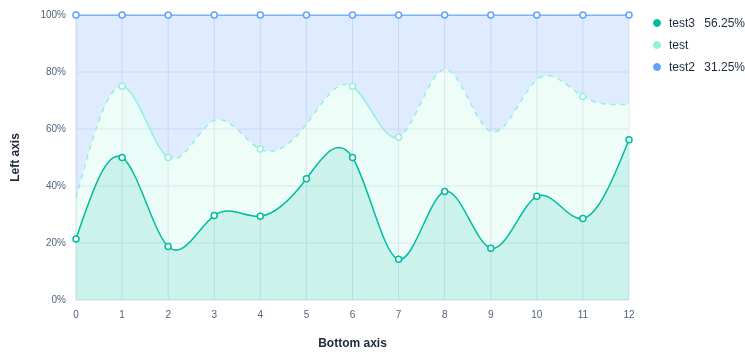 100%
80%
60%
40%
20%
0%
Left axis
0 1 2 3 4 5 6 7 8 9 10 11 12
Bottom axis
test3 56.25%
test
test2 31.25%